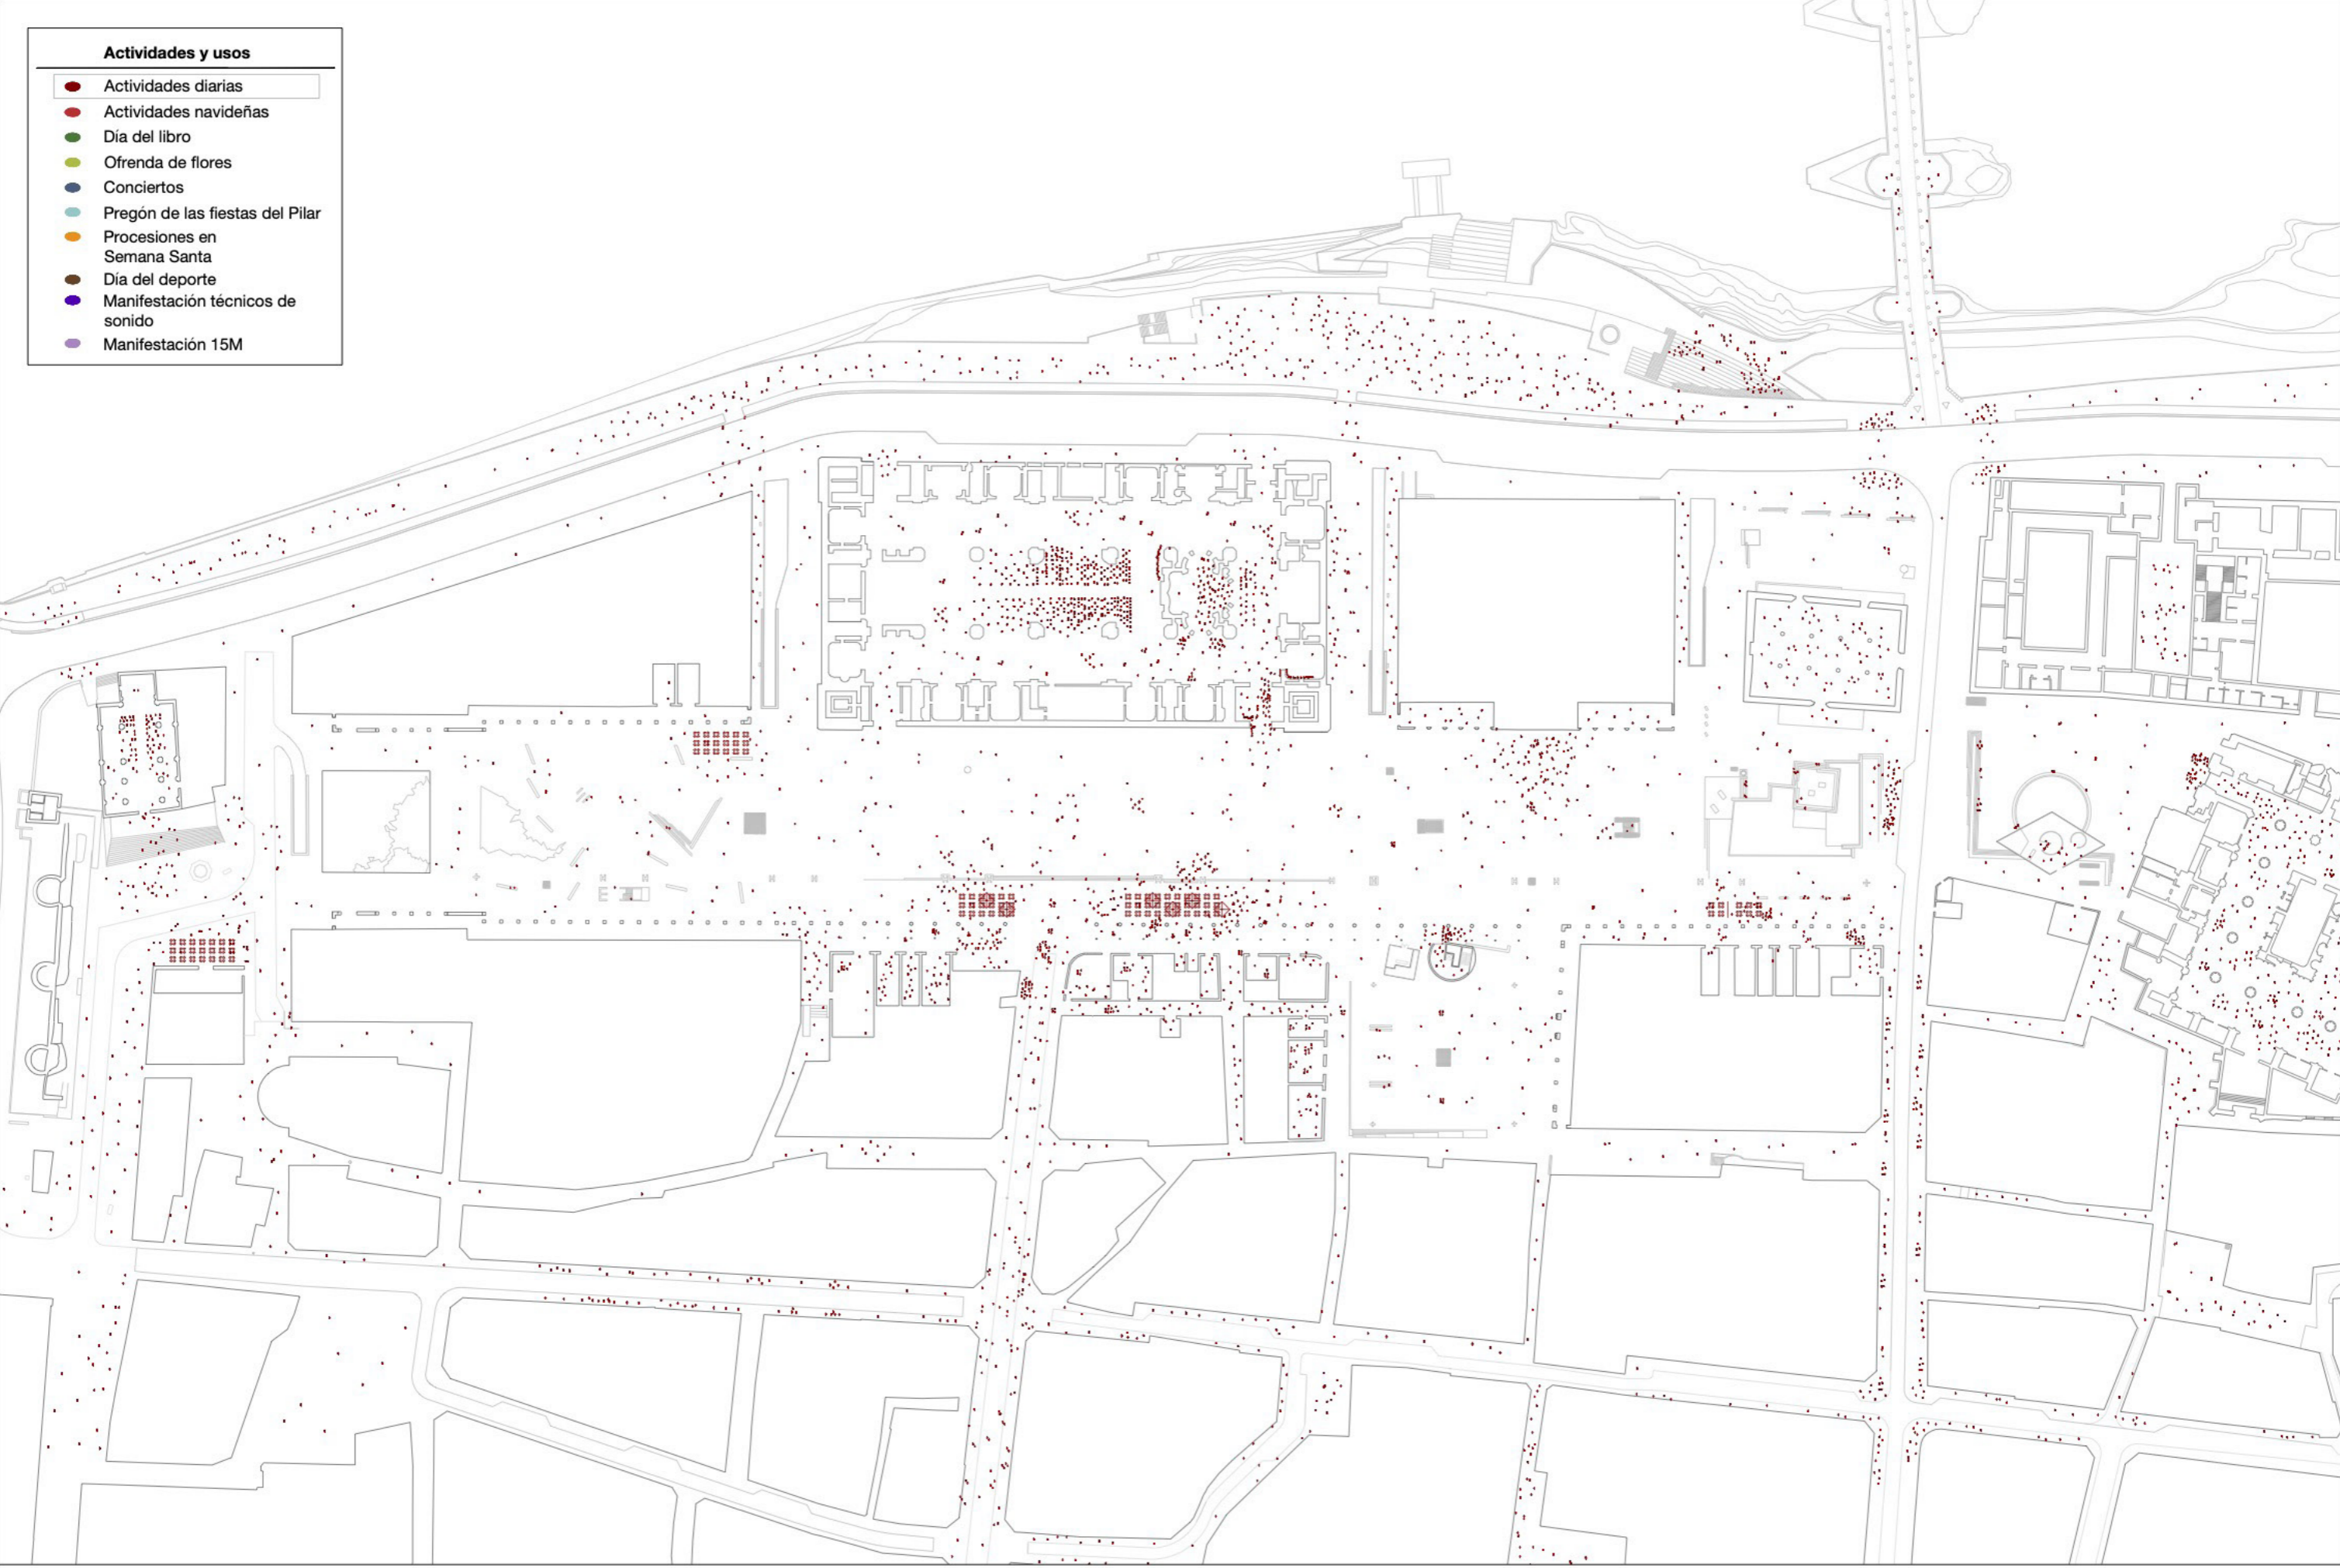 Actividades y usos
Actividades diarias
Actividades navideñas
Día del libro
Ofrenda de flores
Conciertos
Pregón de las fiestas del Pilar
Procesiones en
Semana Santa
Día del deporte
Manifestación técnicos de
sonido
Manifestación 15M